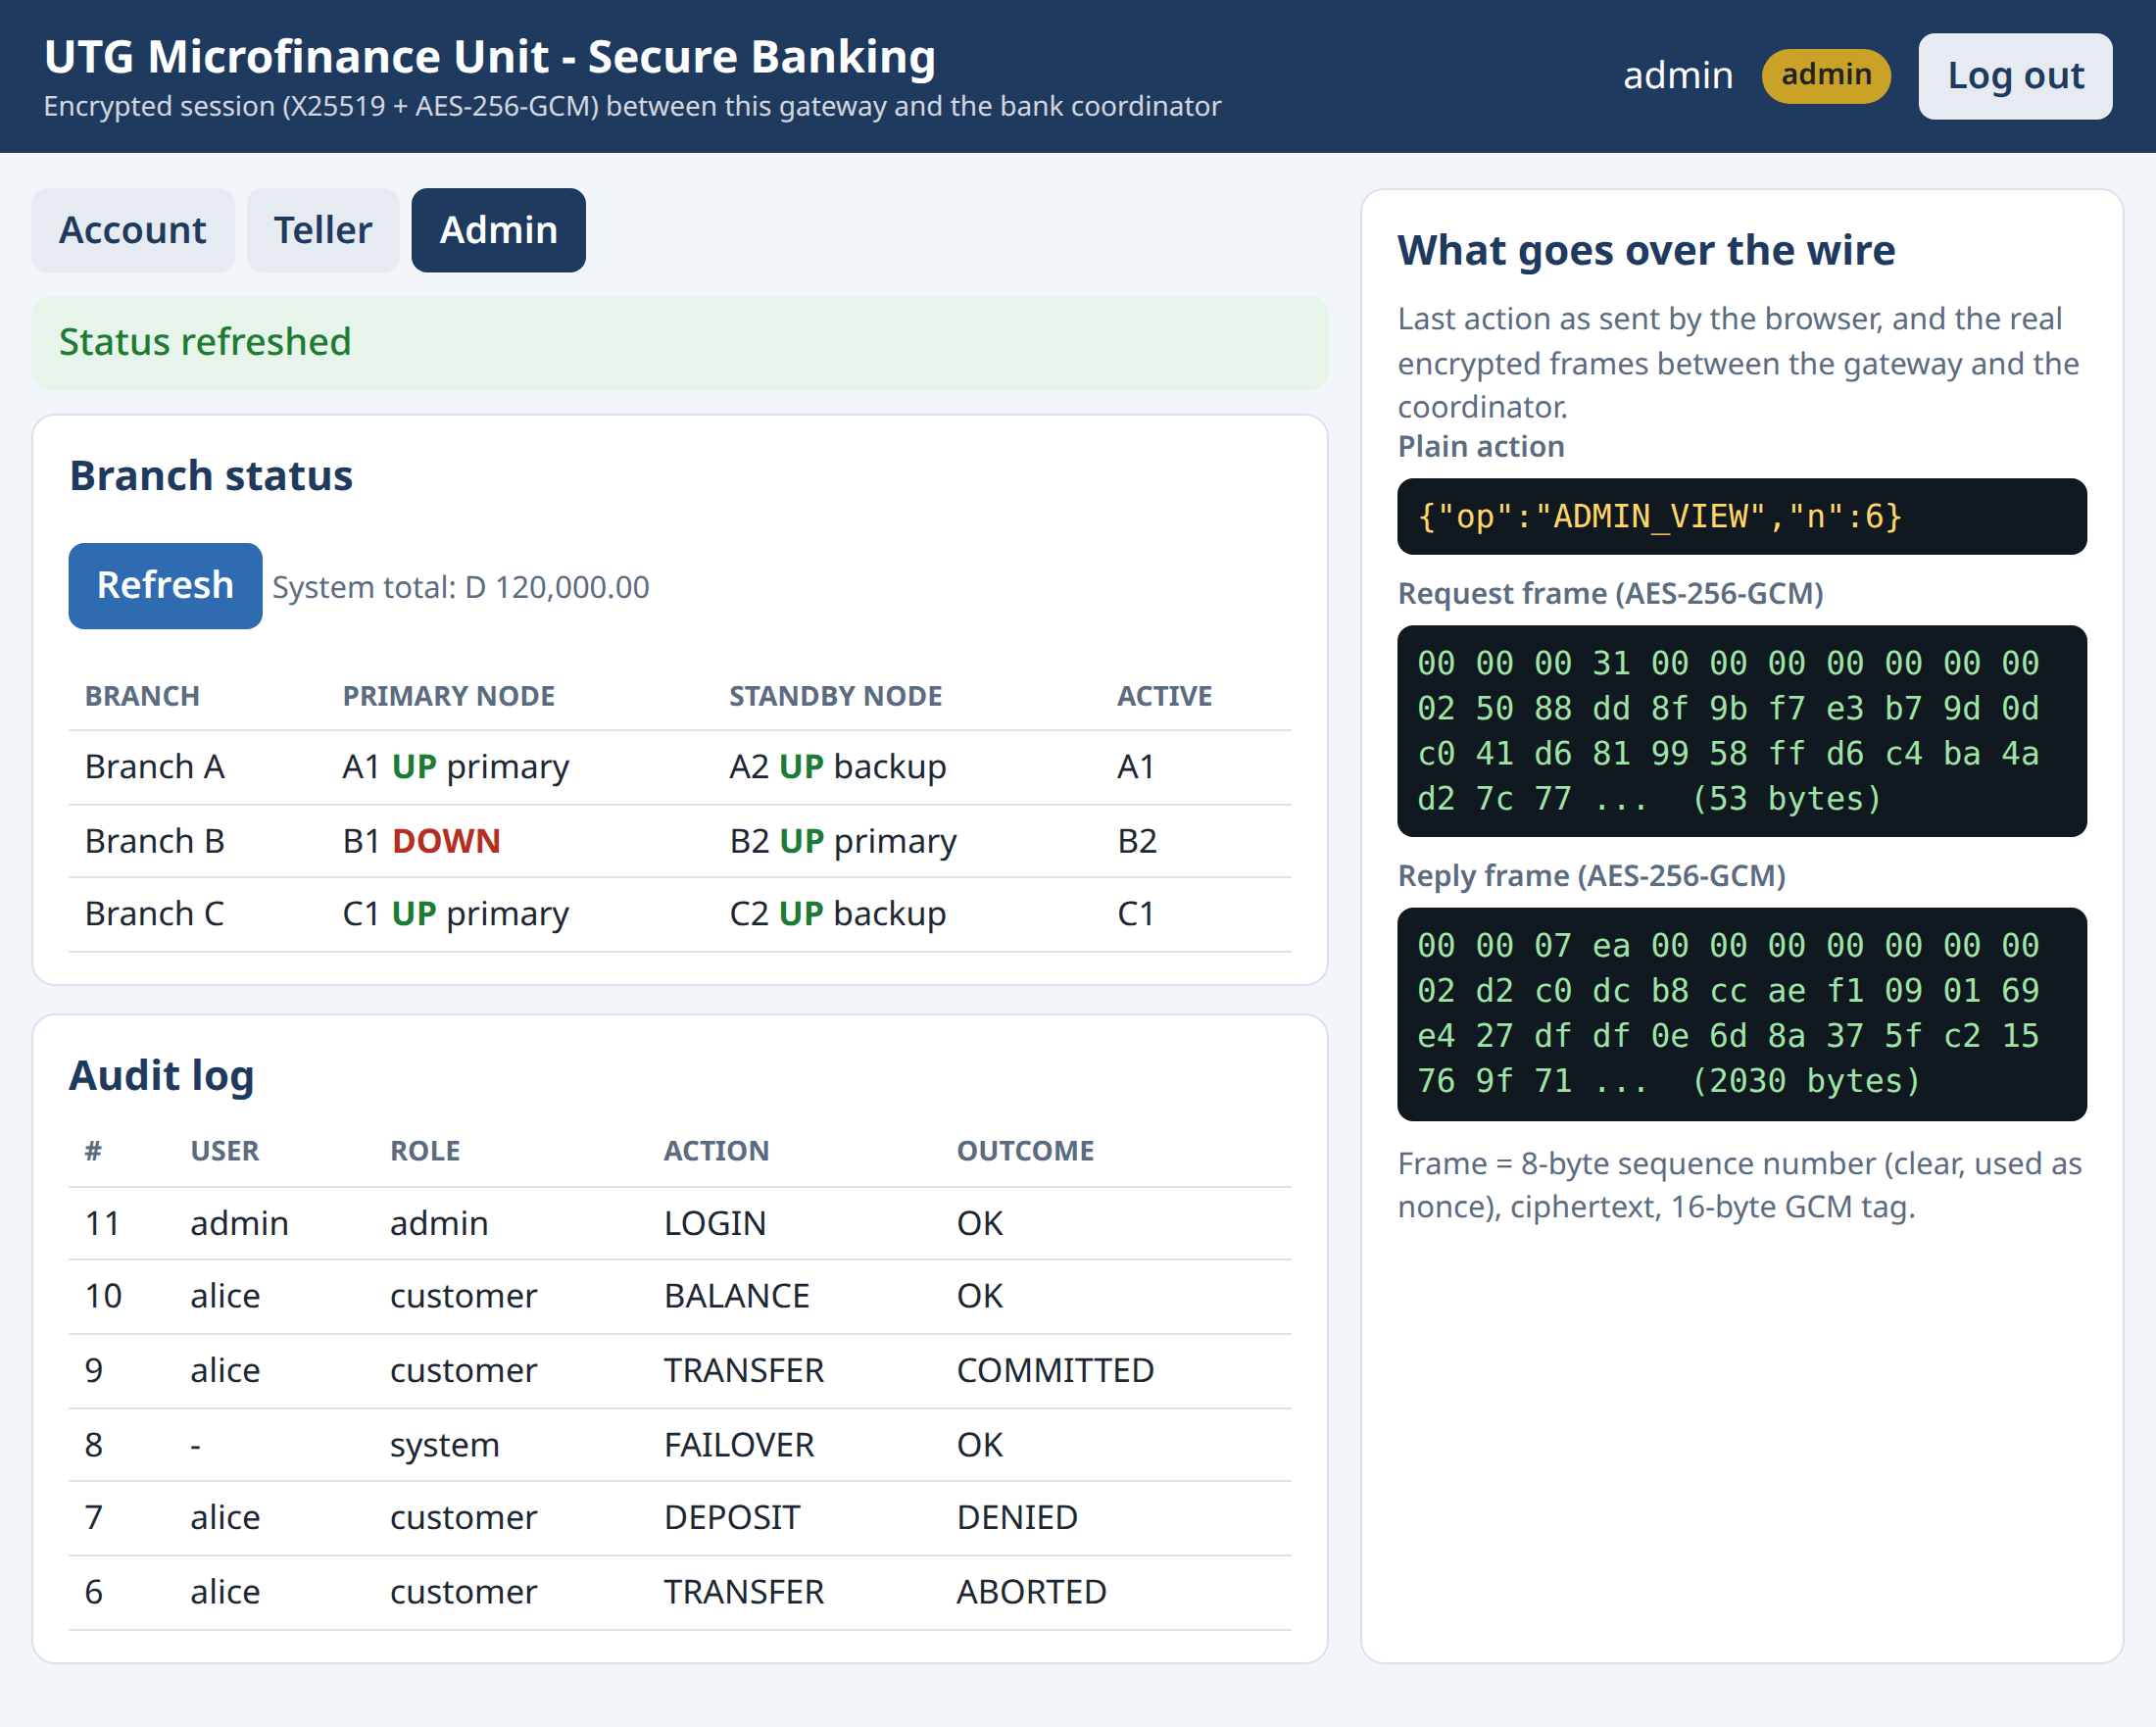 UTG Microfinance Unit - Secure Banking
Encrypted session (X25519 + AES-256-GCM) between this gateway and the bank coordinator
admin admin Log out
Account Teller Admin
Status refreshed
Branch status
Refresh System total: D 120,000.00
BRANCH PRIMARY NODE STANDBY NODE ACTIVE
Branch A A1 UP primary A2 UP backup A1
Branch B B1 DOWN B2 UP primary B2
Branch C C1 UP primary C2 UP backup C1
Audit log
# USER ROLE ACTION OUTCOME
11 admin admin LOGIN OK
10 alice customer BALANCE OK
9 alice customer TRANSFER COMMITTED
8 - system FAILOVER OK
7 alice customer DEPOSIT DENIED
6 alice customer TRANSFER ABORTED
What goes over the wire
Last action as sent by the browser, and the real
encrypted frames between the gateway and the
coordinator.
Plain action
{"op":"ADMIN_VIEW","n":6}
Request frame (AES-256-GCM)
00 00 00 31 00 00 00 00 00 00 00
02 50 88 dd 8f 9b f7 e3 b7 9d 0d
c0 41 d6 81 99 58 ff d6 c4 ba 4a
d2 7c 77 ... (53 bytes)
Reply frame (AES-256-GCM)
00 00 07 ea 00 00 00 00 00 00 00
02 d2 c0 dc b8 cc ae f1 09 01 69
e4 27 df df 0e 6d 8a 37 5f c2 15
76 9f 71 ... (2030 bytes)
Frame = 8-byte sequence number (clear, used as
nonce), ciphertext, 16-byte GCM tag.